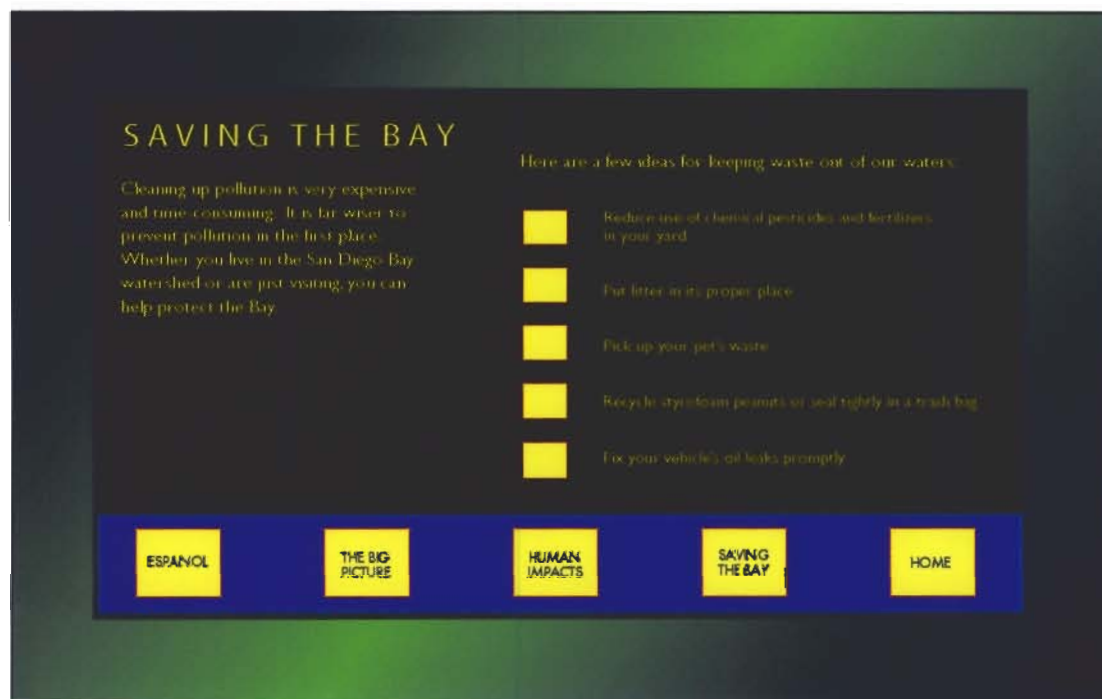 SAVING THE BAY
Cleaning up pollution is very expensive
and time-consuming. It is far wiser to
prevent pollution in the first place.
Whether you live in the San Diego Bay
watershed or are just visiting, you can
help protect the Bay.
Here are a few ideas for keeping waste out of our waters:
Reduce use of chemical pesticides and fertilizers
in your yard
Put litter in its proper place
Pick up your pet's waste
Recycle styrofoam peanuts or seal tightly in a trash bag
Fix your vehicle's oil leaks promptly
ESPAÑOL
THE BIG
PICTURE
HUMAN
IMPACTS
SAVING
THE BAY
HOME